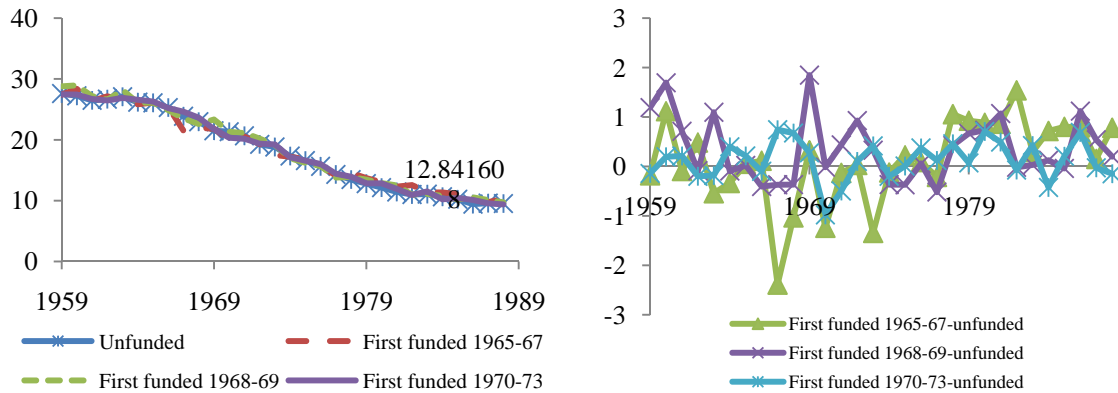 40
30
20
10
0
12.84160
8
1959 1969 1979 1989
Unfunded First funded 1965-67
First funded 1968-69 First funded 1970-73
3
2
1
0
-1
-2
-3
1959 1969 1979
First funded 1965-67-unfunded
First funded 1968-69-unfunded
First funded 1970-73-unfunded